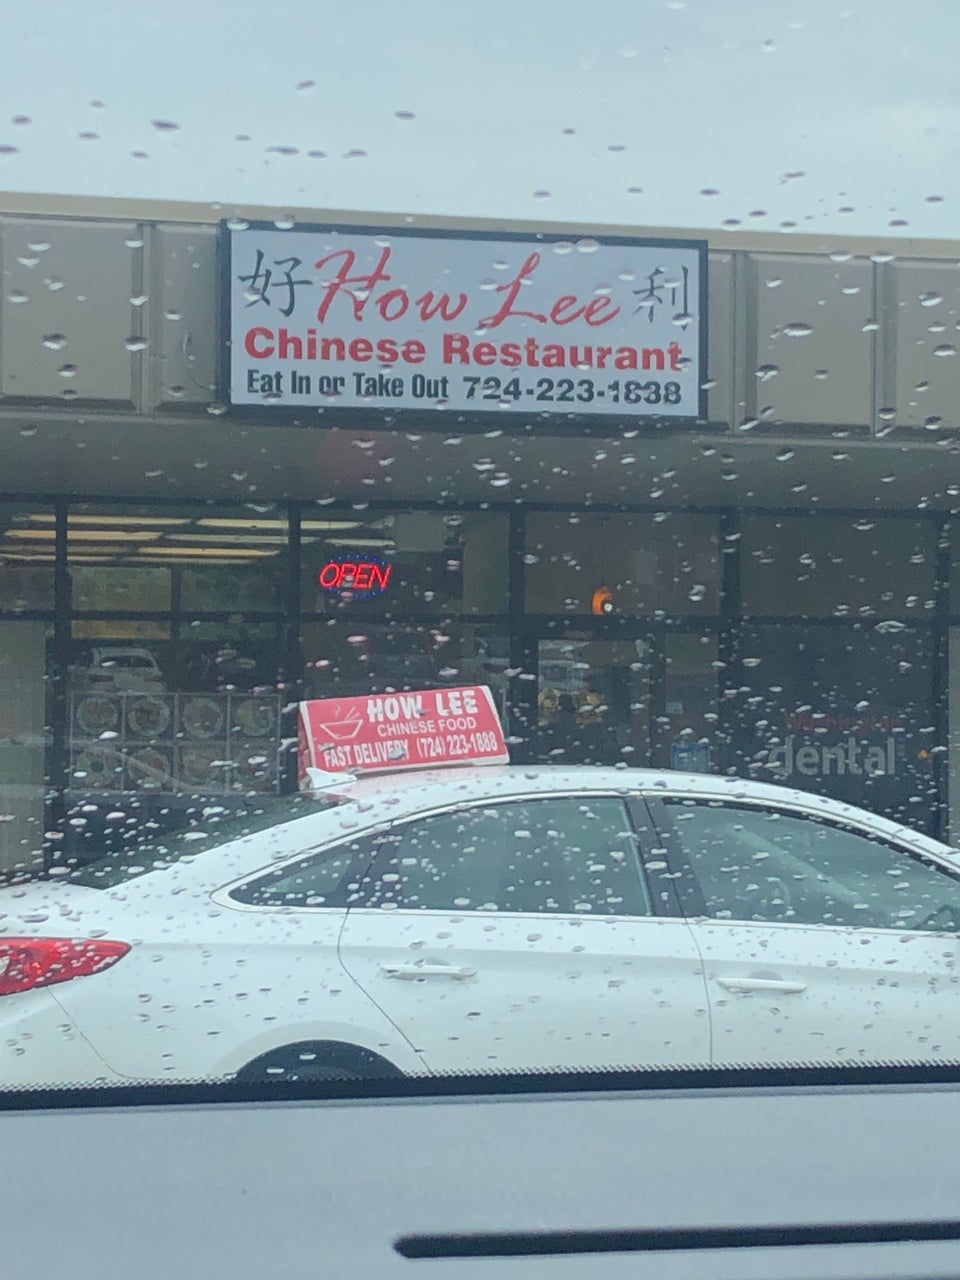 好 How Lee 利
Chinese Restaurant
Eat In or Take Out 724-223-1838
OPEN
HOW LEE
CHINESE FOOD
FAST DELIVERY (724) 223-1888
dental